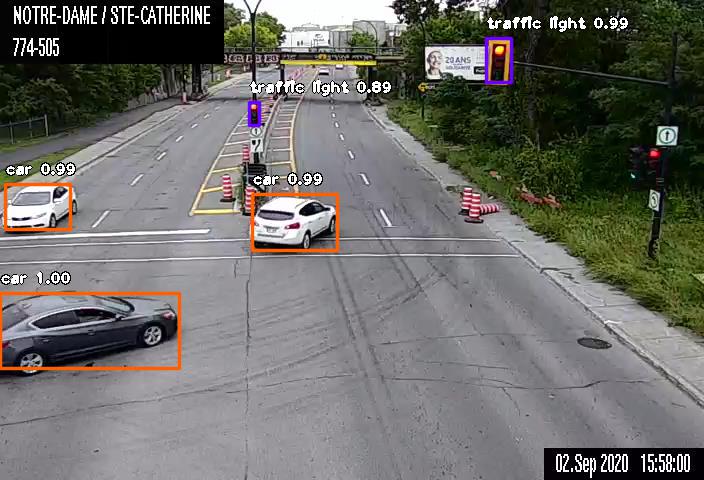 NOTRE-DAME / STE-CATHERINE
774-505
traffic light 0.99
20 ANS
traffic light 0.89
car 0.99
car 0.99
car 1.00
02.Sep 2020 15:58:00